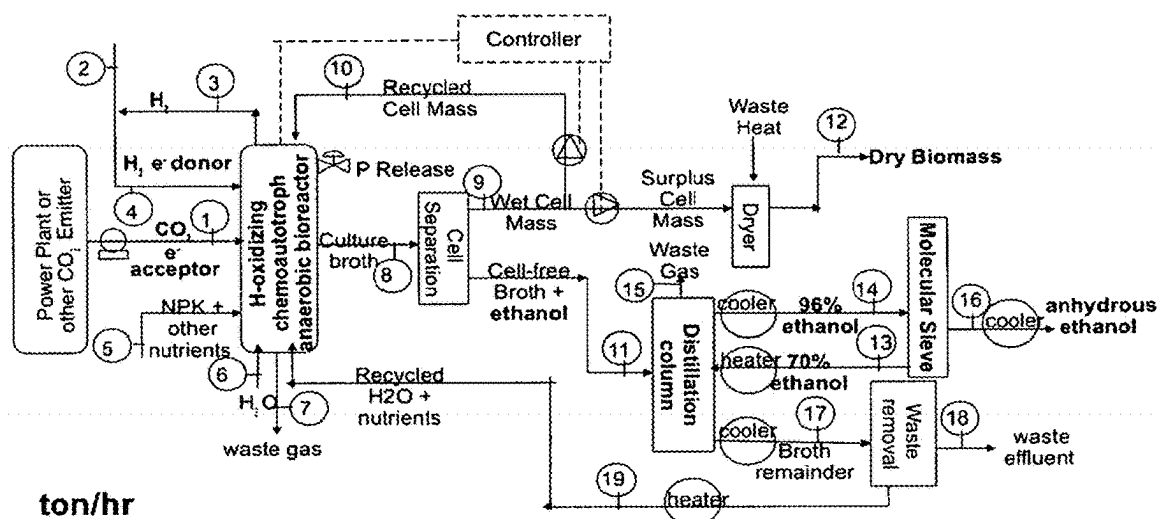 Controller
2
3
10
H2
Recycled
Cell Mass
Waste
Heat
12
Dry Biomass
H2 e- donor
4
P Release
9
Wet Cell
Mass
Surplus
Cell
Mass
Dryer
Power Plant or
other CO2 Emitter
1
CO2
e-
acceptor
H-oxidizing
chemoautotroph
anaerobic bioreactor
Culture
broth
8
Cell
Separation
Cell-free
Broth +
ethanol
Waste
Gas
15
cooler
96%
ethanol
14
Molecular Sieve
16
cooler
anhydrous
ethanol
NPK +
other
nutrients
5
11
Distillation
column
heater
70%
ethanol
13
6
H2O
7
Recycled
H2O +
nutrients
waste gas
cooler
17
Broth
remainder
Waste
removal
18
waste
effluent
ton/hr
19
heater